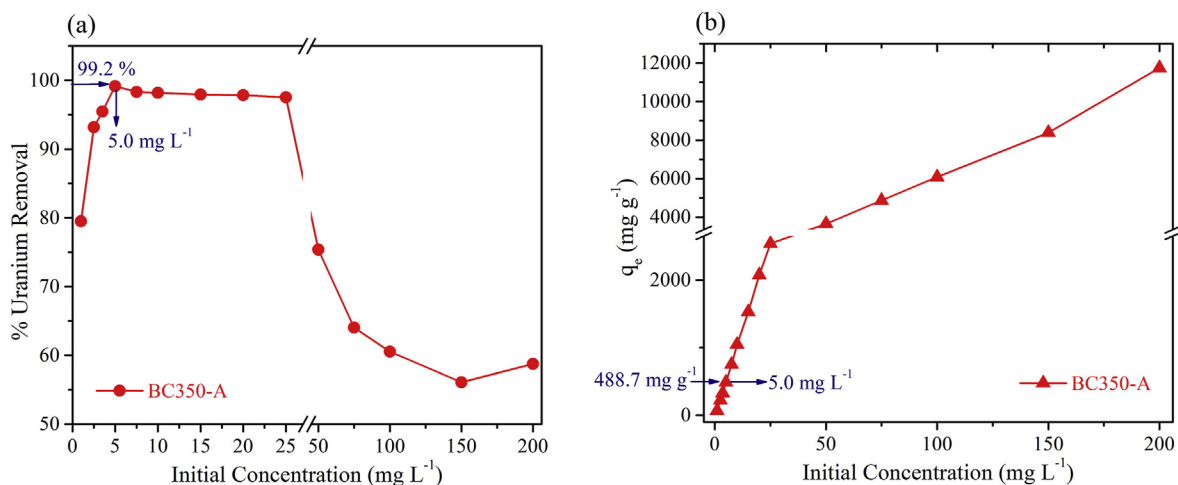 (a)
% Uranium Removal
100
90
80
70
60
50
99.2 %
5.0 mg L⁻¹
BC350-A
0 5 10 15 20 25 50 100 150 200
Initial Concentration (mg L⁻¹)
(b)
qₑ (mg g⁻¹)
12000
10000
8000
6000
4000
2000
0
488.7 mg g⁻¹
5.0 mg L⁻¹
BC350-A
0 50 100 150 200
Initial Concentration (mg L⁻¹)